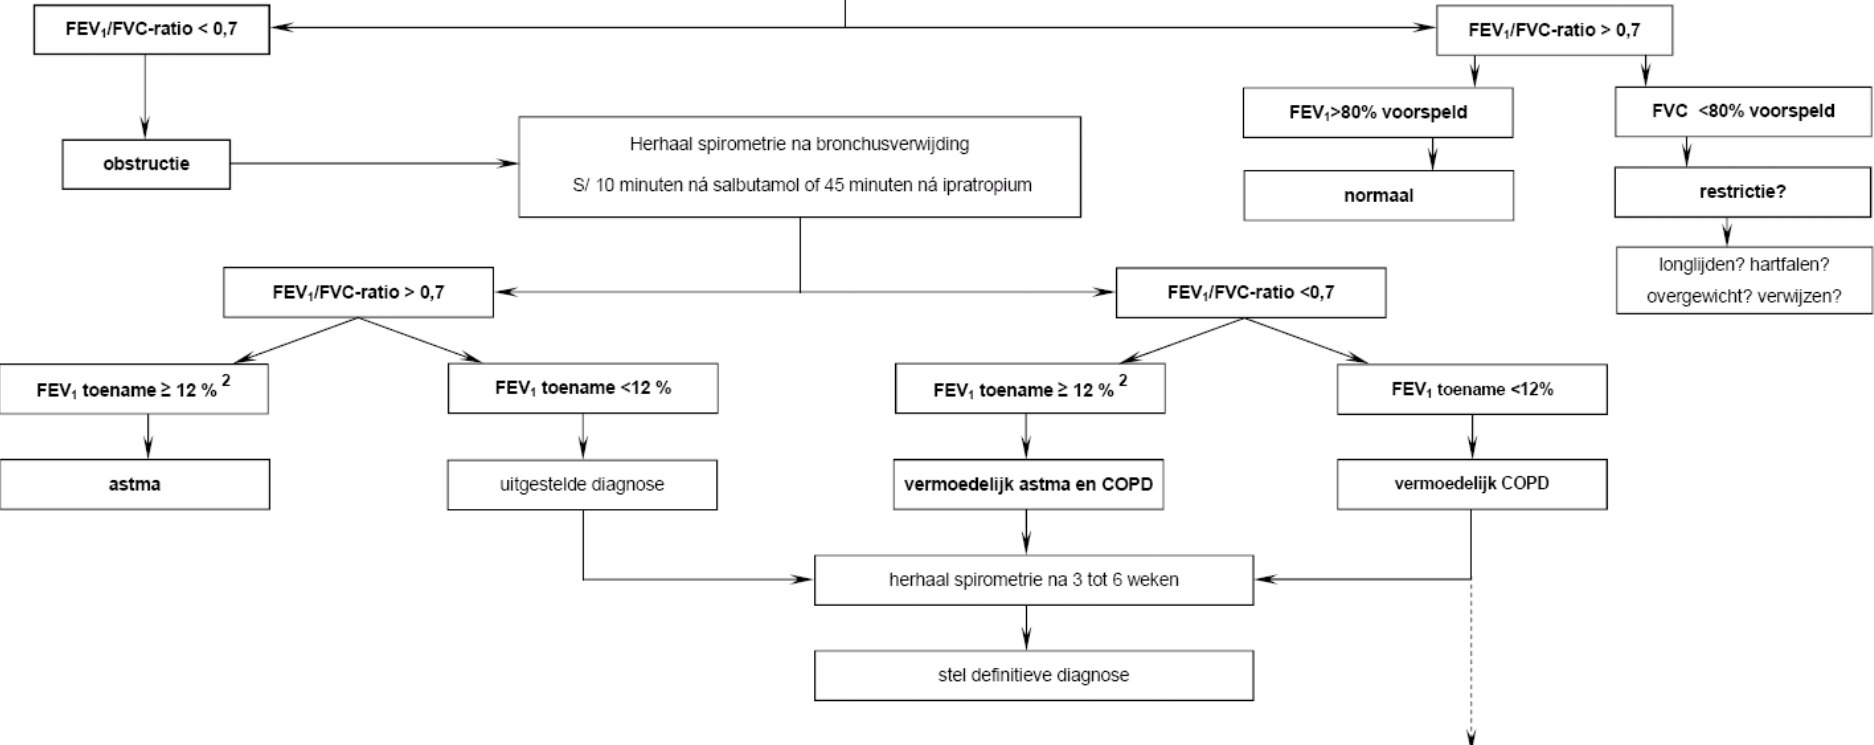 FEV₁/FVC-ratio < 0,7
FEV₁/FVC-ratio > 0,7
FEV₁>80% voorspeld
FVC <80% voorspeld
obstructie
Herhaal spirometrie na bronchusverwijding
S/ 10 minuten ná salbutamol of 45 minuten ná ipratropium
normaal
restrictie?
longlijden? hartfalen?
overgewicht? verwijzen?
FEV₁/FVC-ratio > 0,7
FEV₁/FVC-ratio <0,7
FEV₁ toename ≥ 12 % ²
FEV₁ toename <12 %
FEV₁ toename ≥ 12 % ²
FEV₁ toename <12%
astma
uitgestelde diagnose
vermoedelijk astma en COPD
vermoedelijk COPD
herhaal spirometrie na 3 tot 6 weken
stel definitieve diagnose